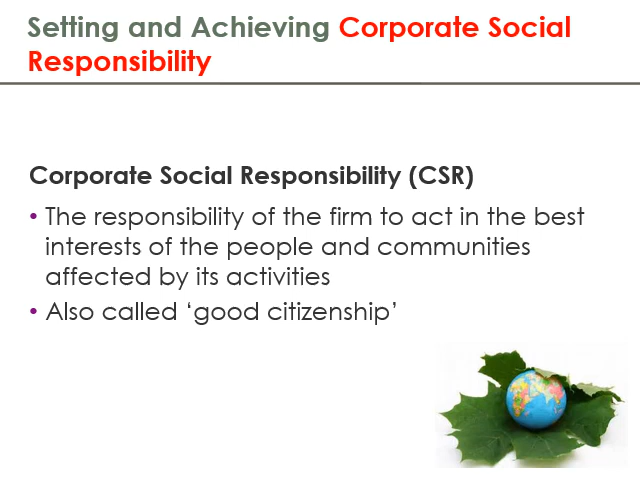 Setting and Achieving Corporate Social
Responsibility
Corporate Social Responsibility (CSR)
• The responsibility of the firm to act in the best
interests of the people and communities
affected by its activities
• Also called ‘good citizenship’